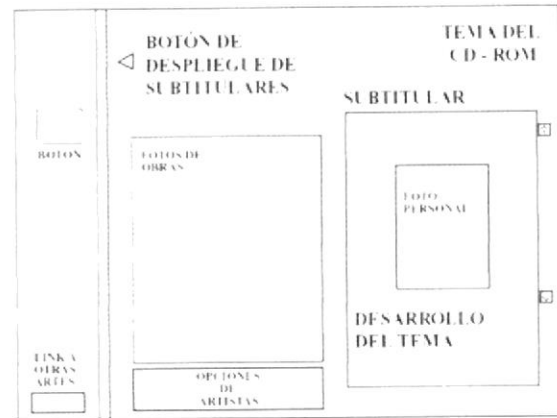 BOTÓN DE
DESPLIEGUE DE
SUBTITULARES
TEMA DEL
CD - ROM
SUBTITULAR
BOTON
FOTOS DE
OBRAS
FOTO
PERSONAL
DESARROLLO
DEL TEMA
LINK A
OTRAS
ARTES
OPCIONES
DE
ARTISTAS